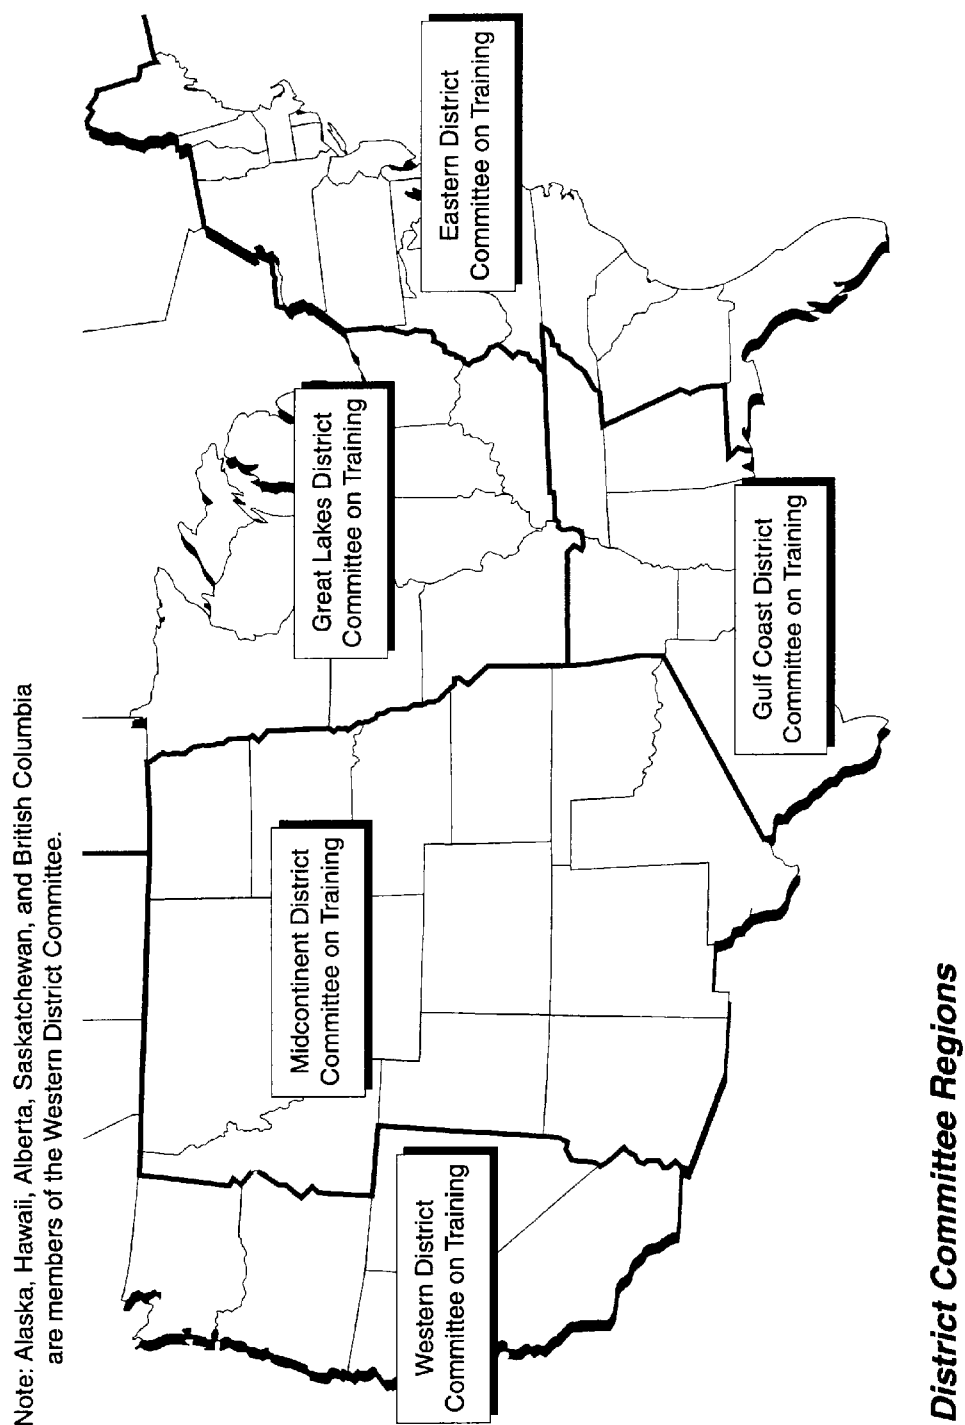 Note: Alaska, Hawaii, Alberta, Saskatchewan, and British Columbia
are members of the Western District Committee.
Western District
Committee on Training
Midcontinent District
Committee on Training
Great Lakes District
Committee on Training
Eastern District
Committee on Training
Gulf Coast District
Committee on Training
District Committee Regions